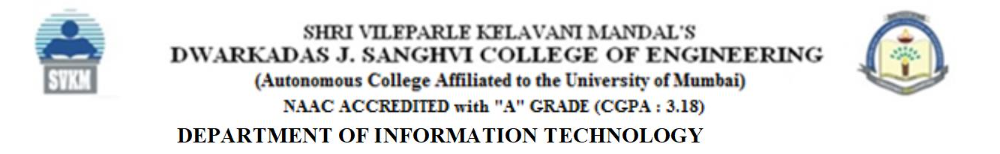 SHRI VILEPARLE KELAVANI MANDAL'S
DWARKADAS J. SANGHVI COLLEGE OF ENGINEERING
(Autonomous College Affiliated to the University of Mumbai)
NAAC ACCREDITED with "A" GRADE (CGPA : 3.18)
DEPARTMENT OF INFORMATION TECHNOLOGY
SVKM